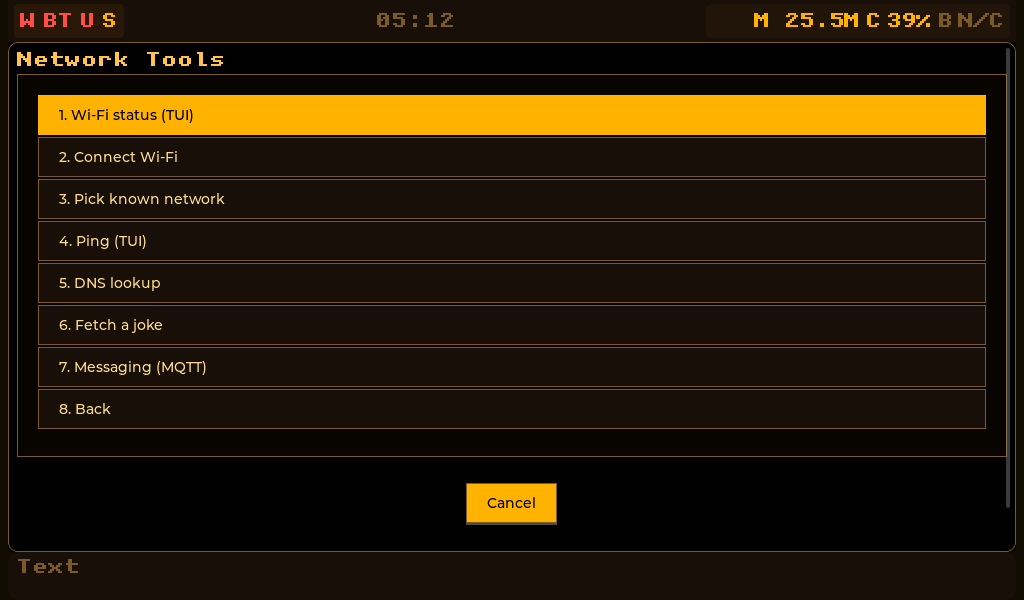 W BT U S 05:12 M 25.5M C 39% B N/C
Network Tools
1. Wi-Fi status (TUI)
2. Connect Wi-Fi
3. Pick known network
4. Ping (TUI)
5. DNS lookup
6. Fetch a joke
7. Messaging (MQTT)
8. Back
Cancel
Text